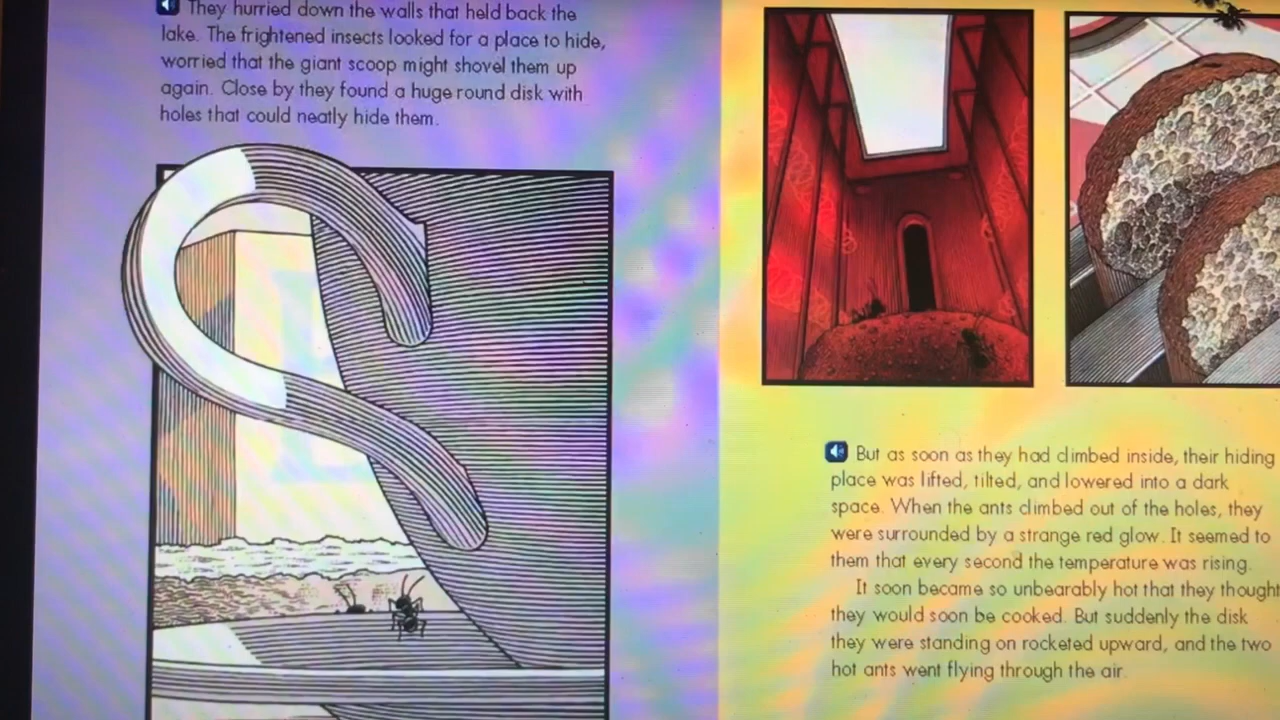 They hurried down the walls that held back the
lake. The frightened insects looked for a place to hide,
worried that the giant scoop might shovel them up
again. Close by they found a huge round disk with
holes that could neatly hide them.
But as soon as they had climbed inside, their hiding
place was lifted, tilted, and lowered into a dark
space. When the ants climbed out of the holes, they
were surrounded by a strange red glow. It seemed to
them that every second the temperature was rising.
It soon became so unbearably hot that they thought
they would soon be cooked. But suddenly the disk
they were standing on rocketed upward, and the two
hot ants went flying through the air.